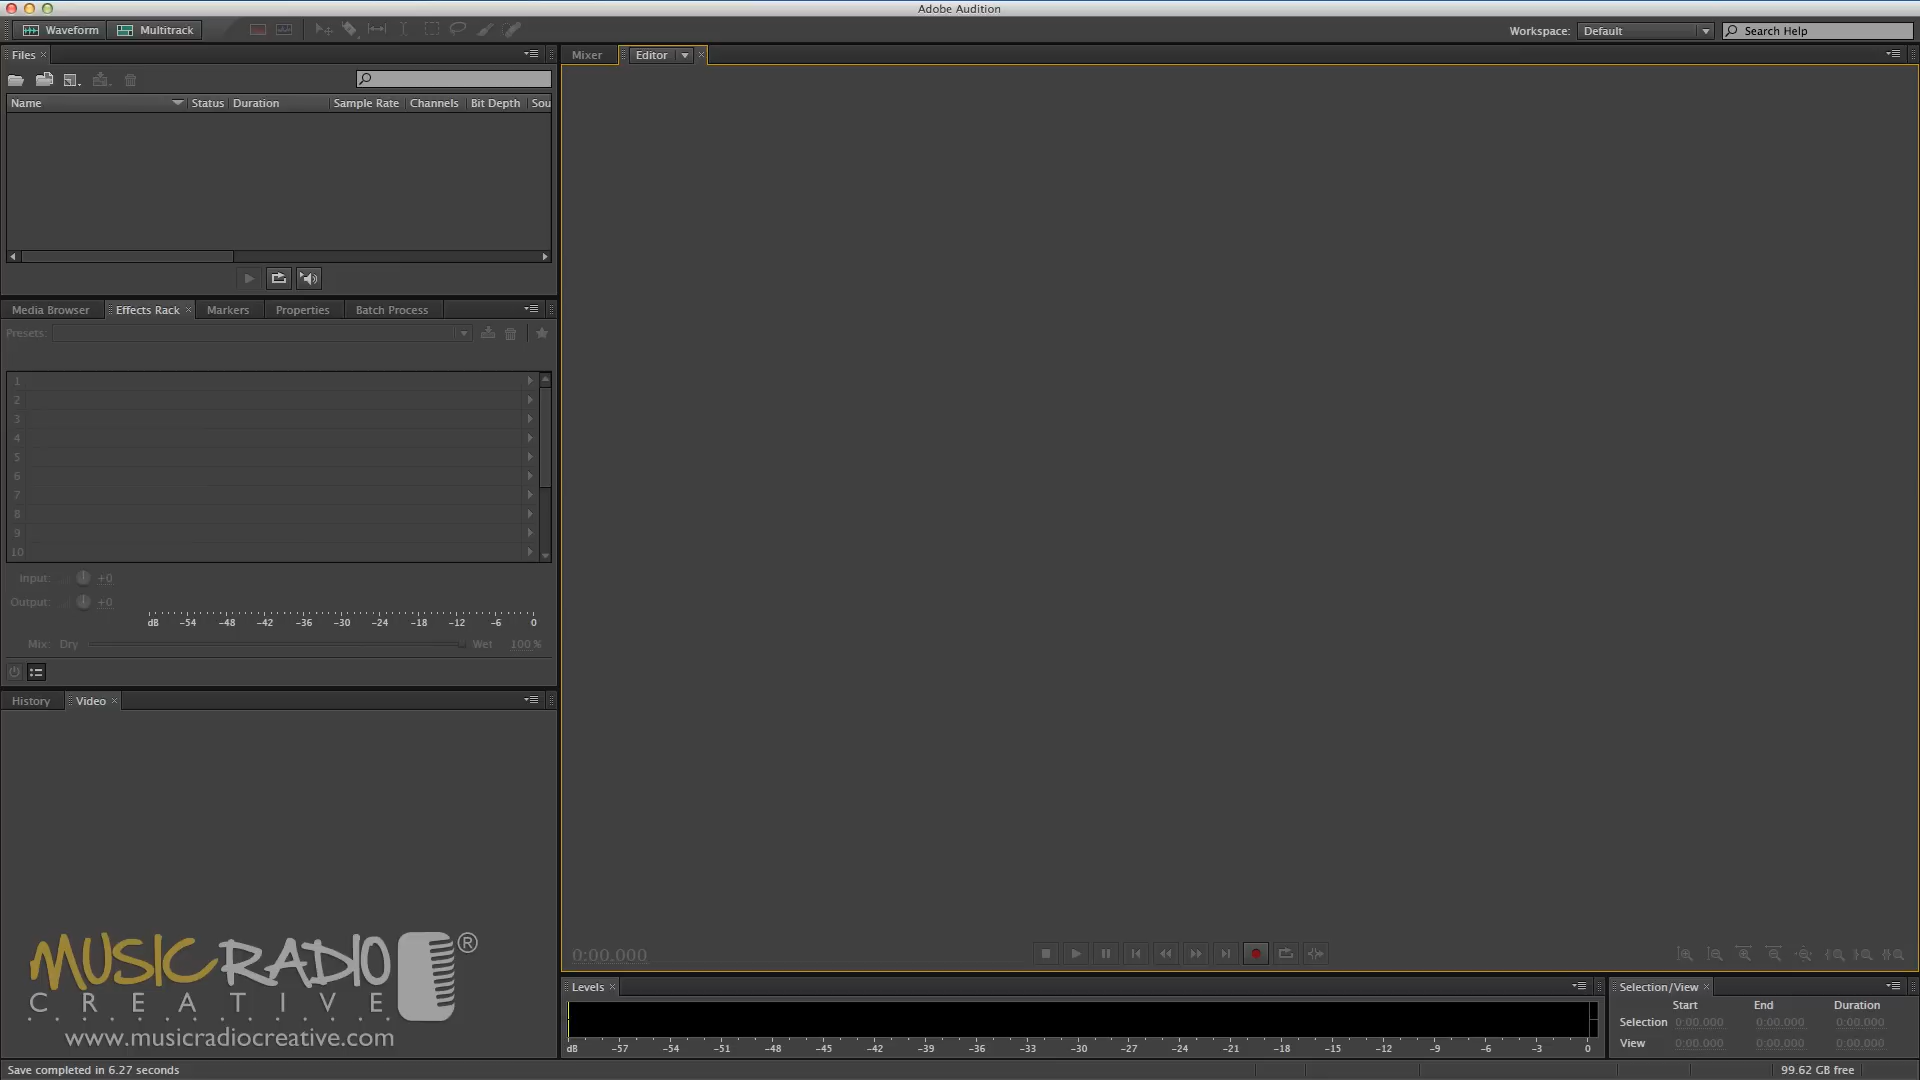 Adobe Audition
Waveform Multitrack Workspace: Default Search Help
Files
Name Status Duration Sample Rate Channels Bit Depth Sou
Mixer Editor
Media Browser Effects Rack Markers Properties Batch Process
Presets:
1
2
3
4
5
6
7
8
9
10
Input: +0
Output: +0
dB -54 -48 -42 -36 -30 -24 -18 -12 -6 0
Mix: Dry Wet 100 %
History Video
MUSIC RADIO ®
CREATIVE
www.musicradiocreative.com
0:00.000
Levels
dB -57 -54 -51 -48 -45 -42 -39 -36 -33 -30 -27 -24 -21 -18 -15 -12 -9 -6 -3 0
Selection/View
Start End Duration
Selection 0:00.000 0:00.000 0:00.000
View 0:00.000 0:00.000 0:00.000
Save completed in 6.27 seconds
99.62 GB free